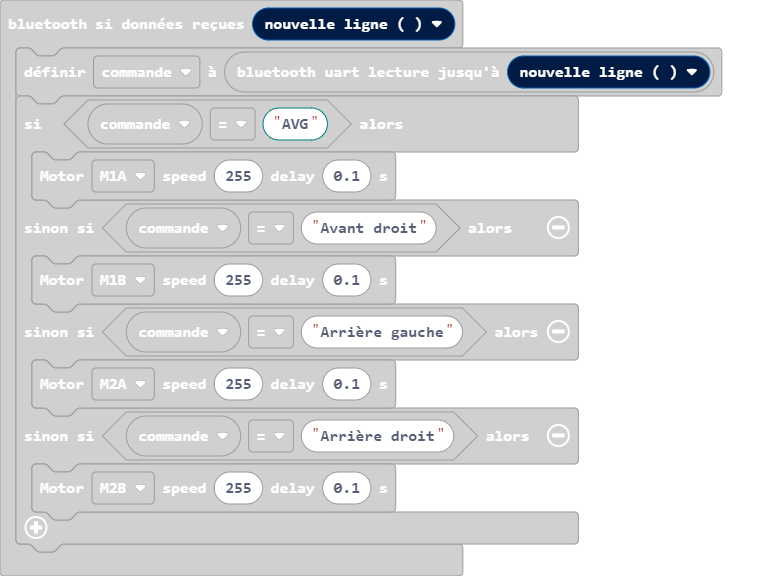 bluetooth si données reçues nouvelle ligne ( )
définir commande à bluetooth uart lecture jusqu'à nouvelle ligne ( )
si commande = "AVG" alors
Motor M1A speed 255 delay 0.1 s
sinon si commande = "Avant droit" alors
Motor M1B speed 255 delay 0.1 s
sinon si commande = "Arrière gauche" alors
Motor M2A speed 255 delay 0.1 s
sinon si commande = "Arrière droit" alors
Motor M2B speed 255 delay 0.1 s